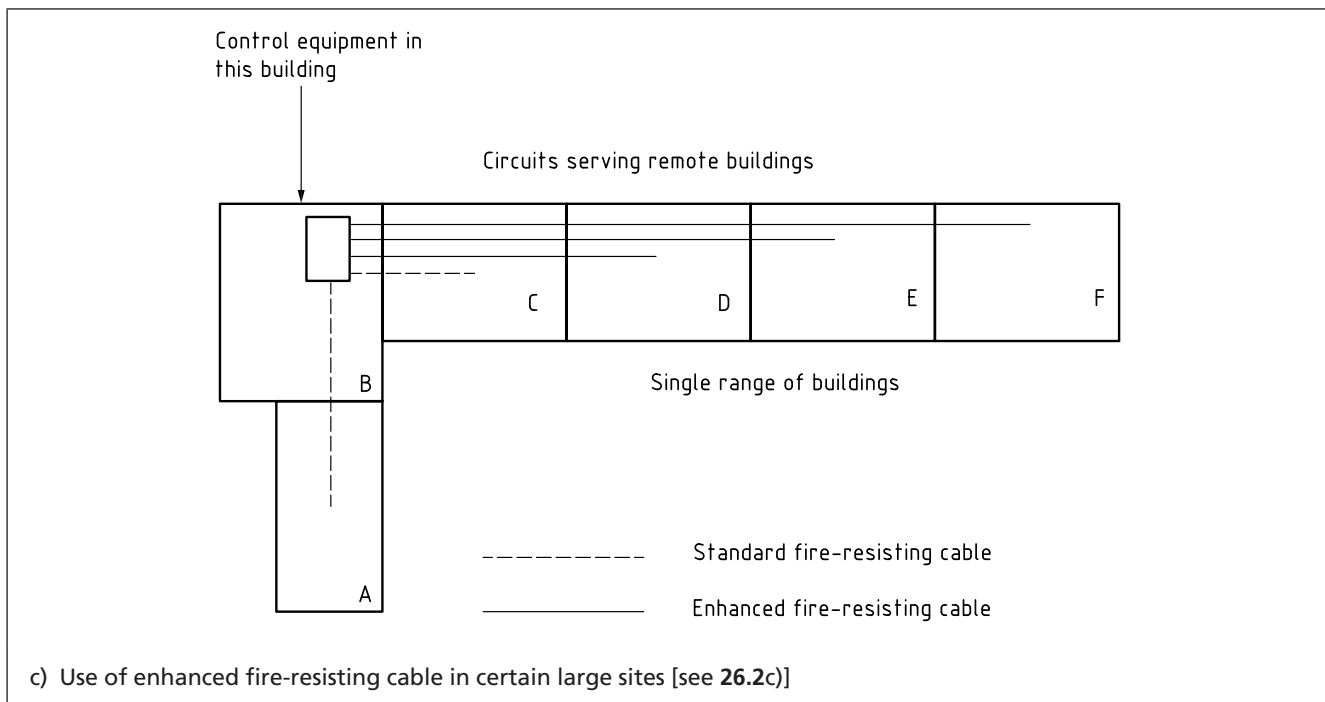 Control equipment in
this building
Circuits serving remote buildings
C
D
E
F
B
Single range of buildings
A
Standard fire-resisting cable
Enhanced fire-resisting cable
c) Use of enhanced fire-resisting cable in certain large sites [see 26.2c)]